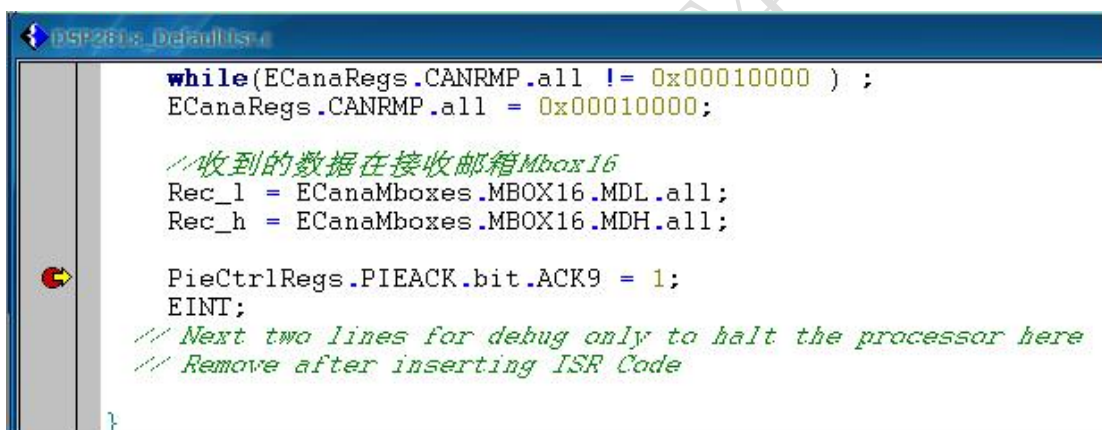 DSP281x_DefaultIsr.c
while(ECanaRegs.CANRMP.all != 0x00010000 ) ;
ECanaRegs.CANRMP.all = 0x00010000;
//收到的数据在接收邮箱Mbox16
Rec_l = ECanaMboxes.MBOX16.MDL.all;
Rec_h = ECanaMboxes.MBOX16.MDH.all;
PieCtrlRegs.PIEACK.bit.ACK9 = 1;
EINT;
// Next two lines for debug only to halt the processor here
// Remove after inserting ISR Code
}